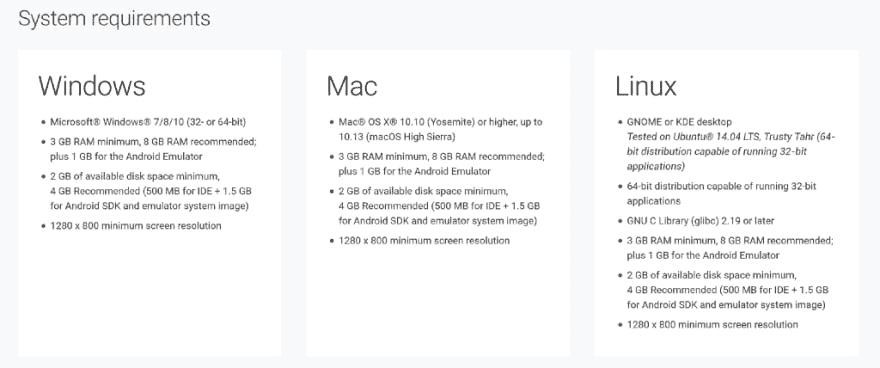 System requirements
Windows
• Microsoft® Windows® 7/8/10 (32- or 64-bit)
• 3 GB RAM minimum, 8 GB RAM recommended;
plus 1 GB for the Android Emulator
• 2 GB of available disk space minimum,
4 GB Recommended (500 MB for IDE + 1.5 GB
for Android SDK and emulator system image)
• 1280 x 800 minimum screen resolution
Mac
• Mac® OS X® 10.10 (Yosemite) or higher, up to
10.13 (macOS High Sierra)
• 3 GB RAM minimum, 8 GB RAM recommended;
plus 1 GB for the Android Emulator
• 2 GB of available disk space minimum,
4 GB Recommended (500 MB for IDE + 1.5 GB
for Android SDK and emulator system image)
• 1280 x 800 minimum screen resolution
Linux
• GNOME or KDE desktop
Tested on Ubuntu® 14.04 LTS, Trusty Tahr (64-
bit distribution capable of running 32-bit
applications)
• 64-bit distribution capable of running 32-bit
applications
• GNU C Library (glibc) 2.19 or later
• 3 GB RAM minimum, 8 GB RAM recommended;
plus 1 GB for the Android Emulator
• 2 GB of available disk space minimum,
4 GB Recommended (500 MB for IDE + 1.5 GB
for Android SDK and emulator system image)
• 1280 x 800 minimum screen resolution